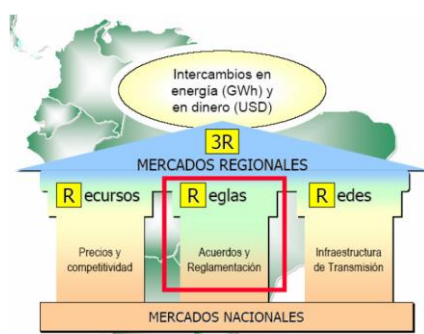 Intercambios en
energía (GWh) y
en dinero (USD)
3R
MERCADOS REGIONALES
R ecursos
R eglas
R edes
Precios y
competitividad
Acuerdos y
Reglamentación
Infraestructura
de Transmisión
MERCADOS NACIONALES